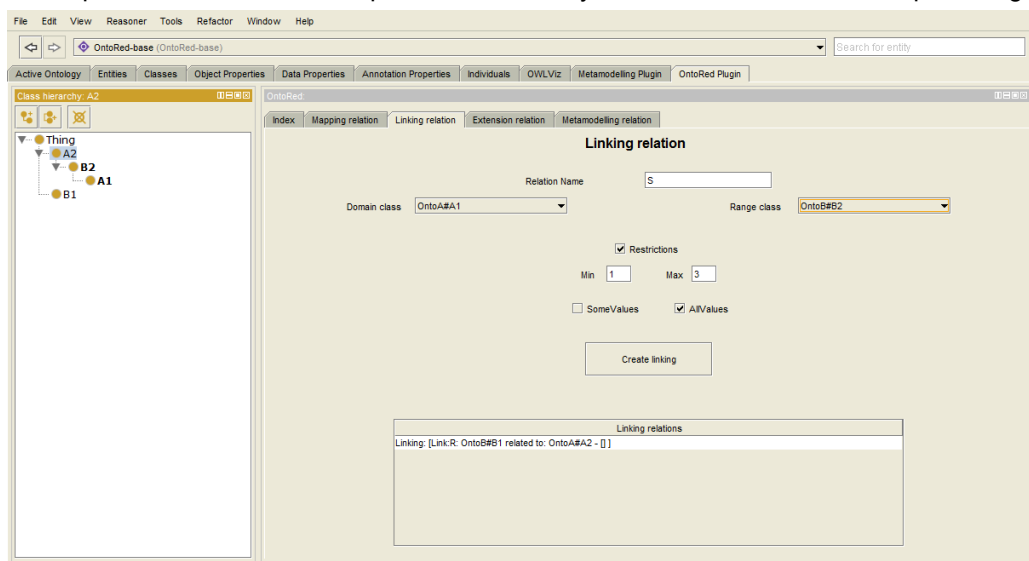 File Edit View Reasoner Tools Refactor Window Help
OntoRed-base (OntoRed-base)
Search for entity
Active Ontology Entities Classes Object Properties Data Properties Annotation Properties Individuals OWLViz Metamodelling Plugin OntoRed Plugin
Class hierarchy: A2
OntoRed:
Index Mapping relation Linking relation Extension relation Metamodelling relation
Thing
A2
B2
A1
B1
Linking relation
Relation Name S
Domain class OntoA#A1 Range class OntoB#B2
Restrictions
Min 1 Max 3
SomeValues AllValues
Create linking
Linking relations
Linking: [Link:R: OntoB#B1 related to: OntoA#A2 - [] ]